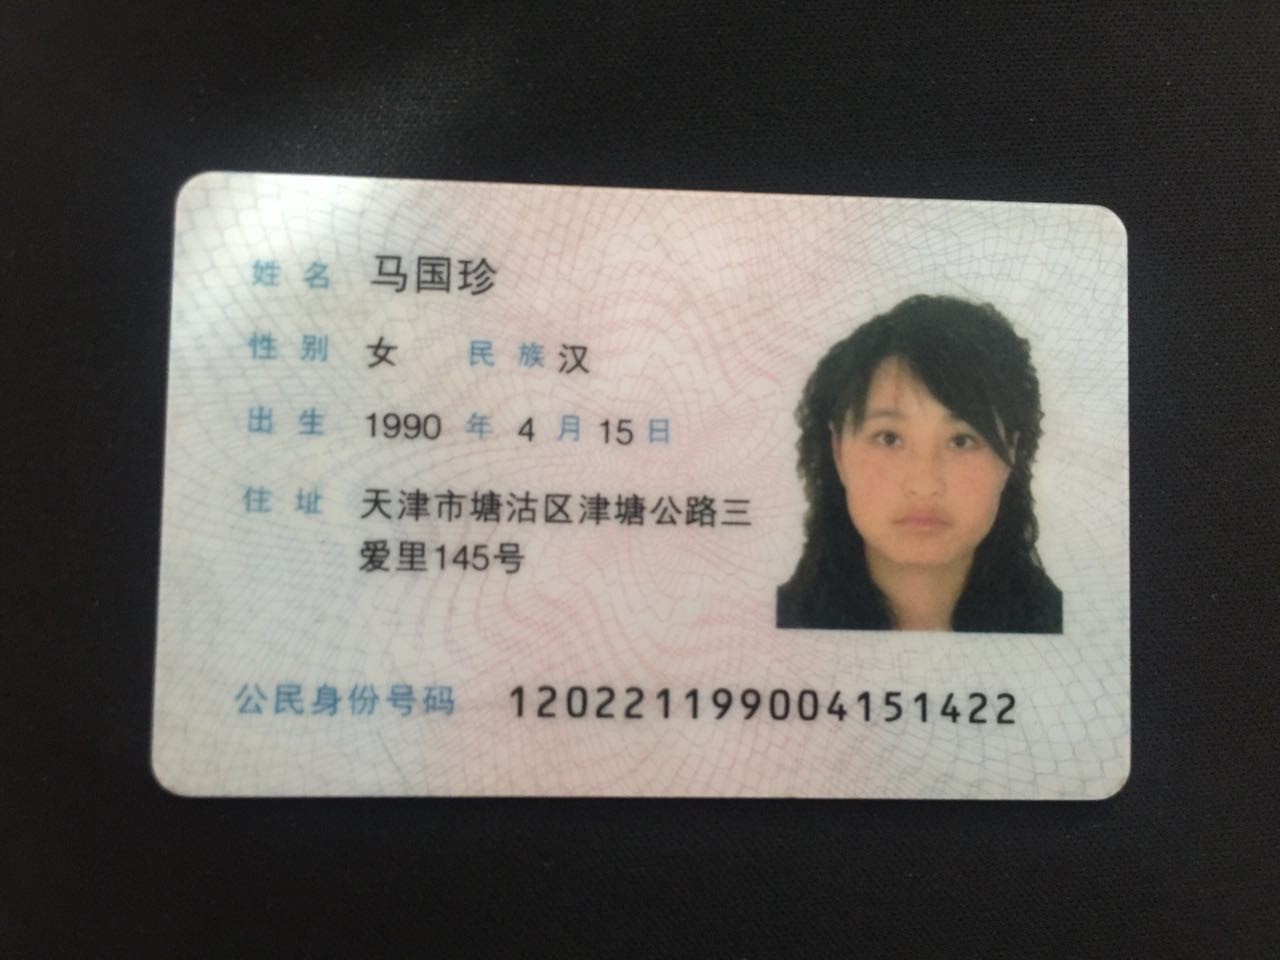 姓名 马国珍
性别 女 民族 汉
出生 1990 年 4 月 15 日
住址 天津市塘沽区津塘公路三
爱里145号
公民身份号码 120221199004151422